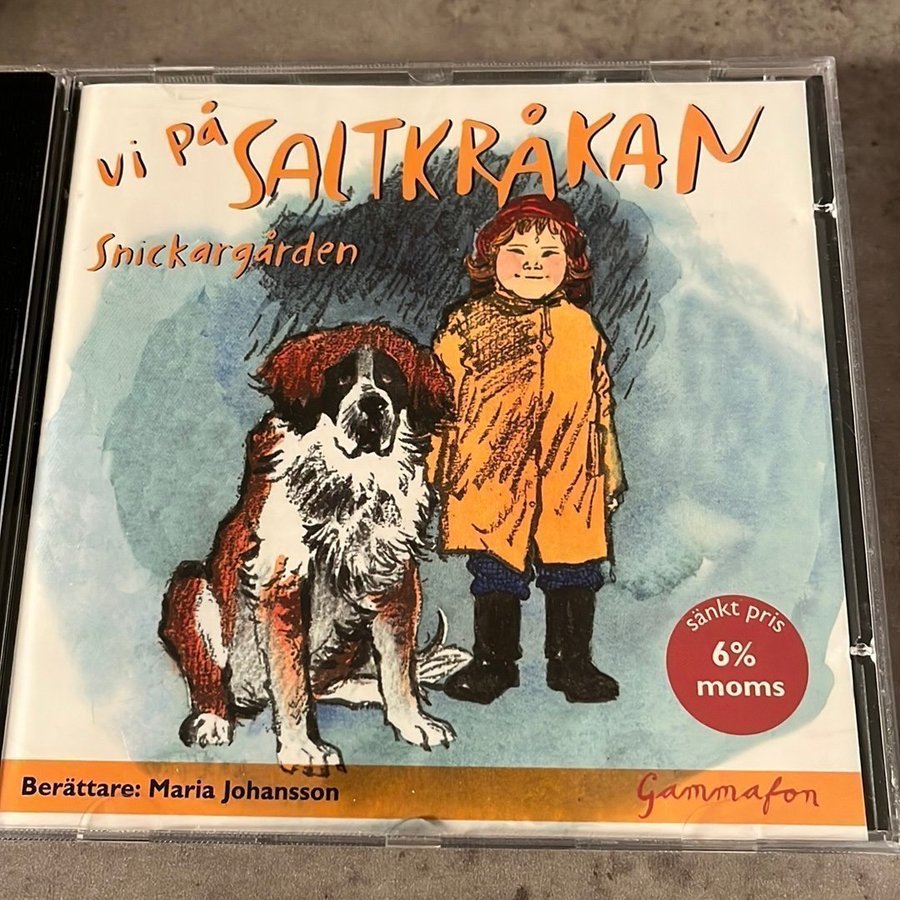 Vi på SALTKRÅKAN
Snickargården
sänkt pris
6%
moms
Berättare: Maria Johansson
Gammafon